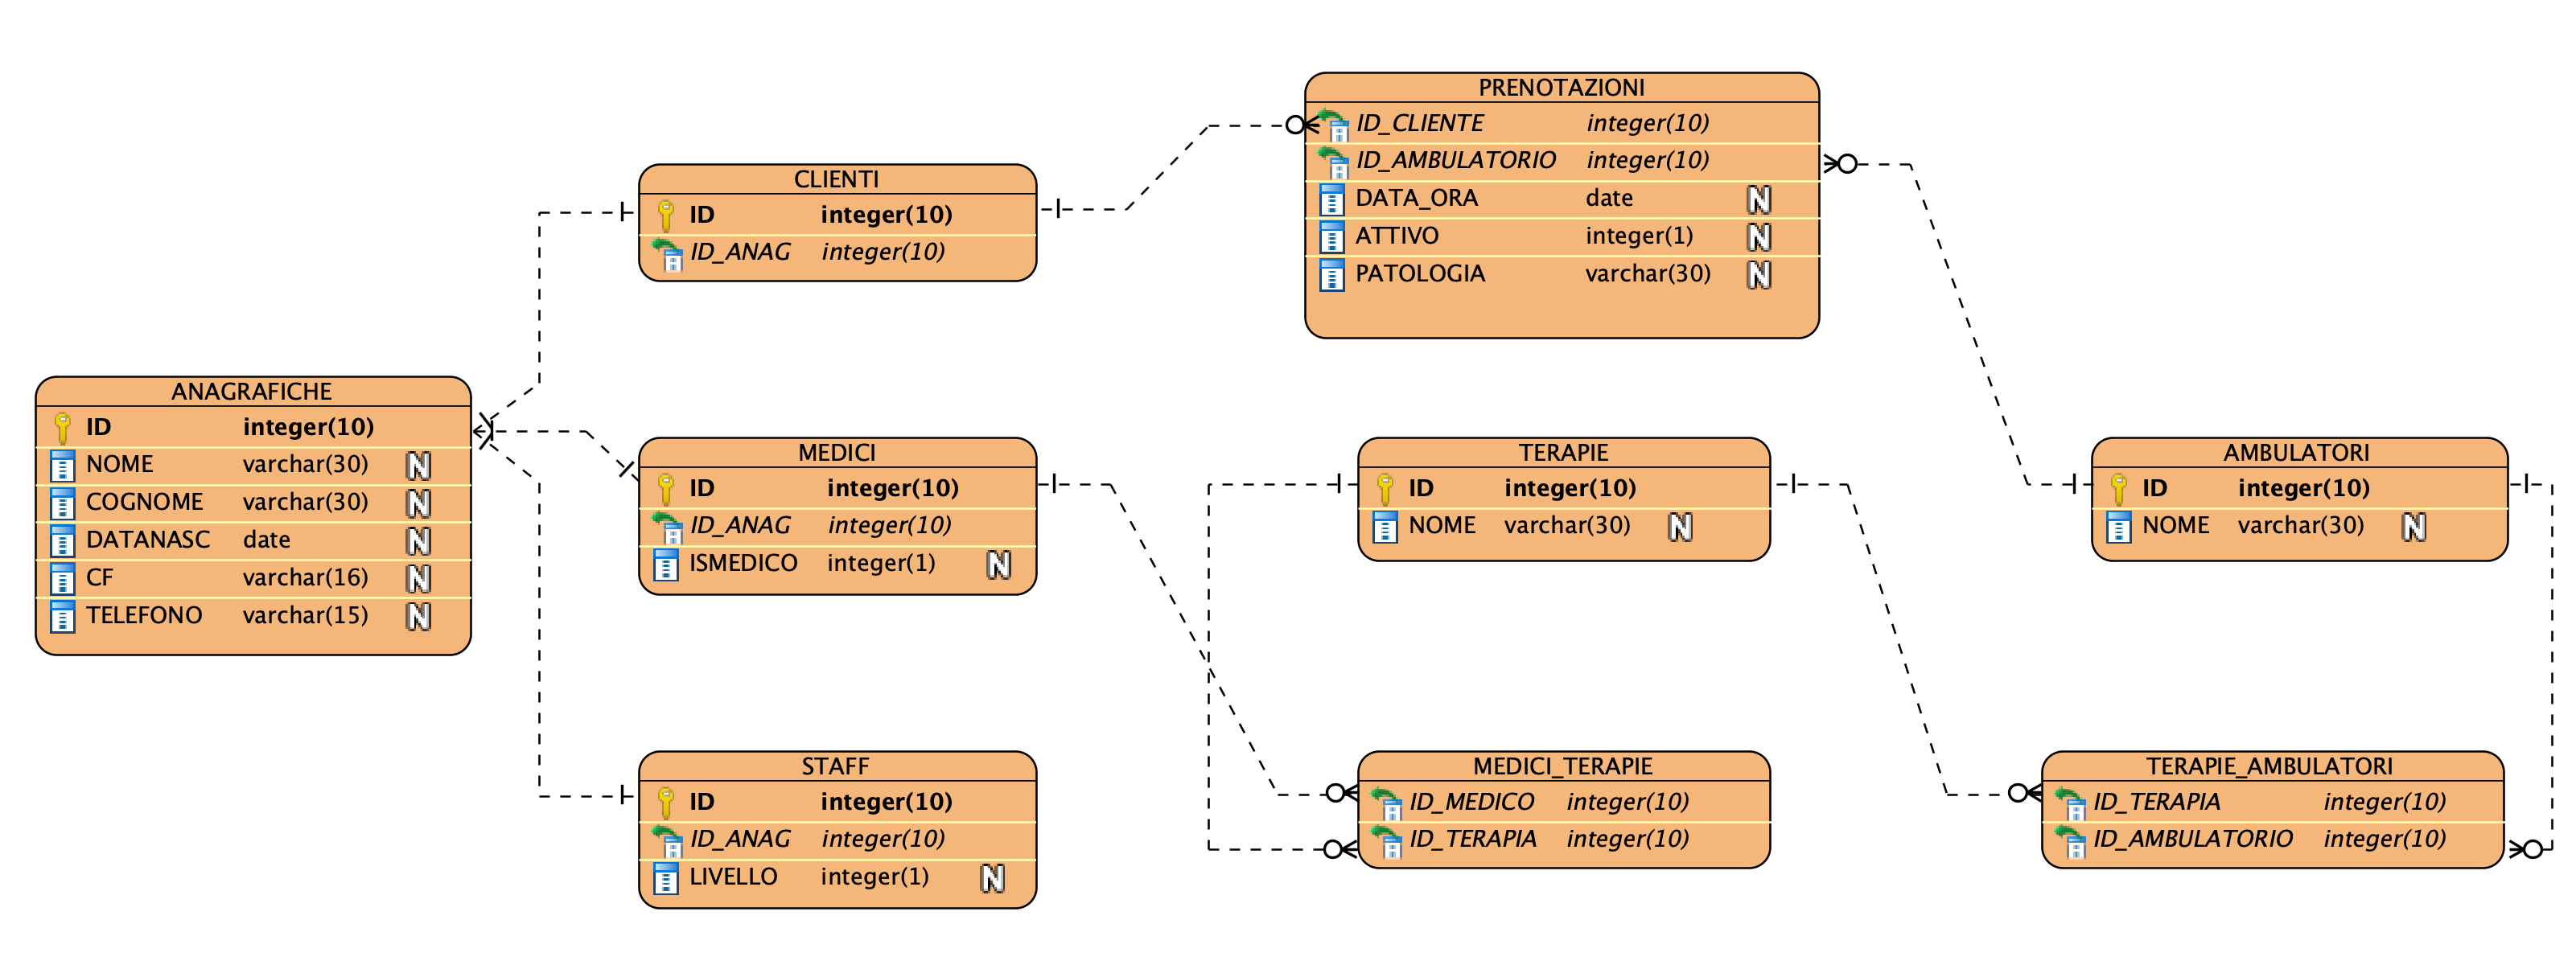 PRENOTAZIONI
ID_CLIENTE integer(10)
ID_AMBULATORIO integer(10)
DATA_ORA date N
ATTIVO integer(1) N
PATOLOGIA varchar(30) N
CLIENTI
ID integer(10)
ID_ANAG integer(10)
ANAGRAFICHE
ID integer(10)
NOME varchar(30) N
COGNOME varchar(30) N
DATANASC date N
CF varchar(16) N
TELEFONO varchar(15) N
MEDICI
ID integer(10)
ID_ANAG integer(10)
ISMEDICO integer(1) N
TERAPIE
ID integer(10)
NOME varchar(30) N
AMBULATORI
ID integer(10)
NOME varchar(30) N
STAFF
ID integer(10)
ID_ANAG integer(10)
LIVELLO integer(1) N
MEDICI_TERAPIE
ID_MEDICO integer(10)
ID_TERAPIA integer(10)
TERAPIE_AMBULATORI
ID_TERAPIA integer(10)
ID_AMBULATORIO integer(10)